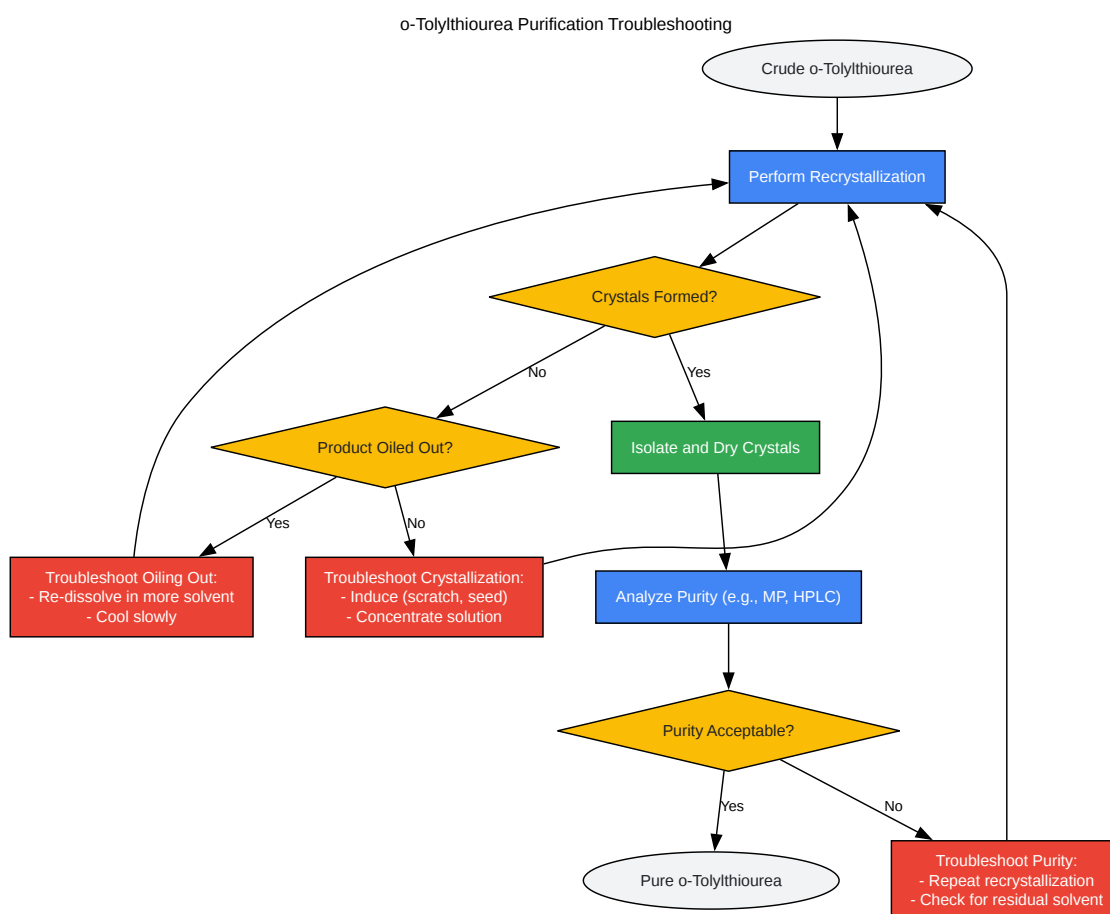 o-Tolylthiourea Purification Troubleshooting
Crude o-Tolylthiourea
Perform Recrystallization
Crystals Formed?
No
Yes
Product Oiled Out?
Isolate and Dry Crystals
Yes
No
Troubleshoot Oiling Out:
- Re-dissolve in more solvent
- Cool slowly
Troubleshoot Crystallization:
- Induce (scratch, seed)
- Concentrate solution
Analyze Purity (e.g., MP, HPLC)
Purity Acceptable?
Yes
No
Pure o-Tolylthiourea
Troubleshoot Purity:
- Repeat recrystallization
- Check for residual solvent